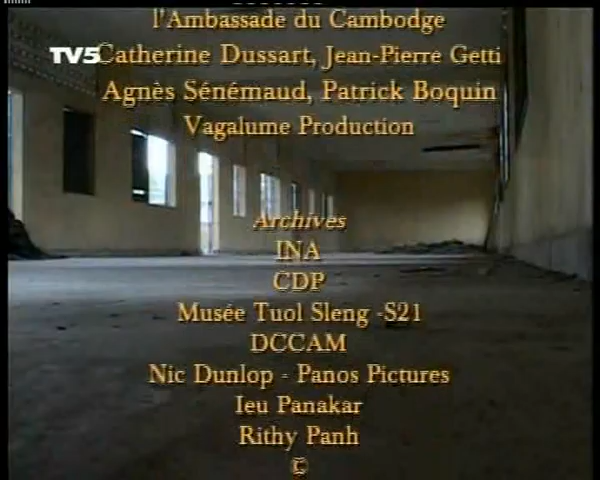 l'Ambassade du Cambodge
TV5
Catherine Dussart, Jean-Pierre Getti
Agnès Sénémaud, Patrick Boquin
Vagalume Production
Archives
INA
CDP
Musée Tuol Sleng -S21
DCCAM
Nic Dunlop - Panos Pictures
Ieu Panakar
Rithy Panh
©